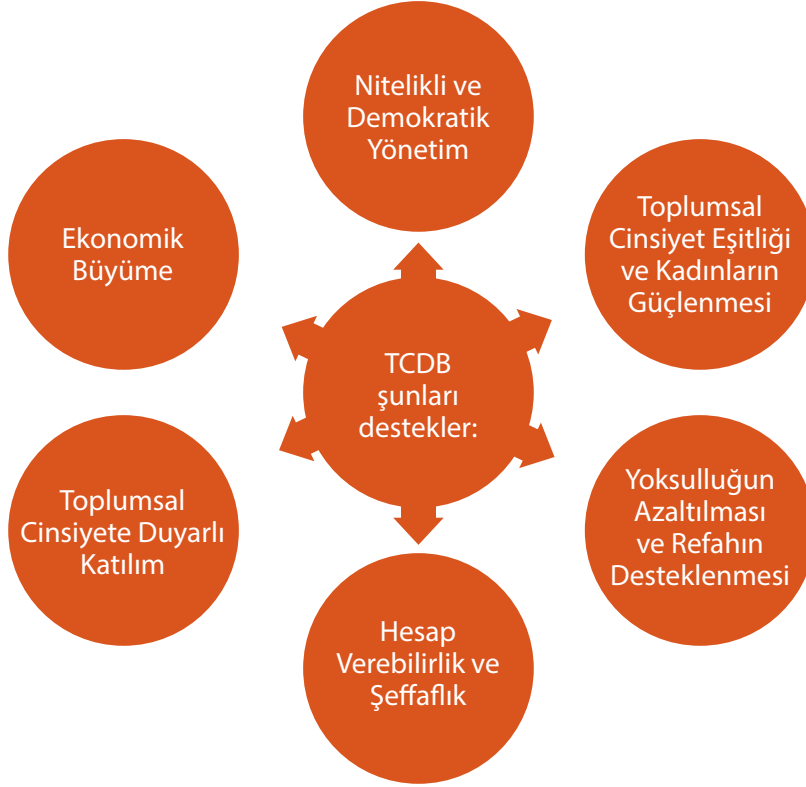 Nitelikli ve
Demokratik
Yönetim
Ekonomik
Büyüme
Toplumsal
Cinsiyet Eşitliği
ve Kadınların
Güçlenmesi
TCDB
şunları
destekler:
Toplumsal
Cinsiyete Duyarlı
Katılım
Yoksulluğun
Azaltılması
ve Refahın
Desteklenmesi
Hesap
Verebilirlik ve
Şeffaflık